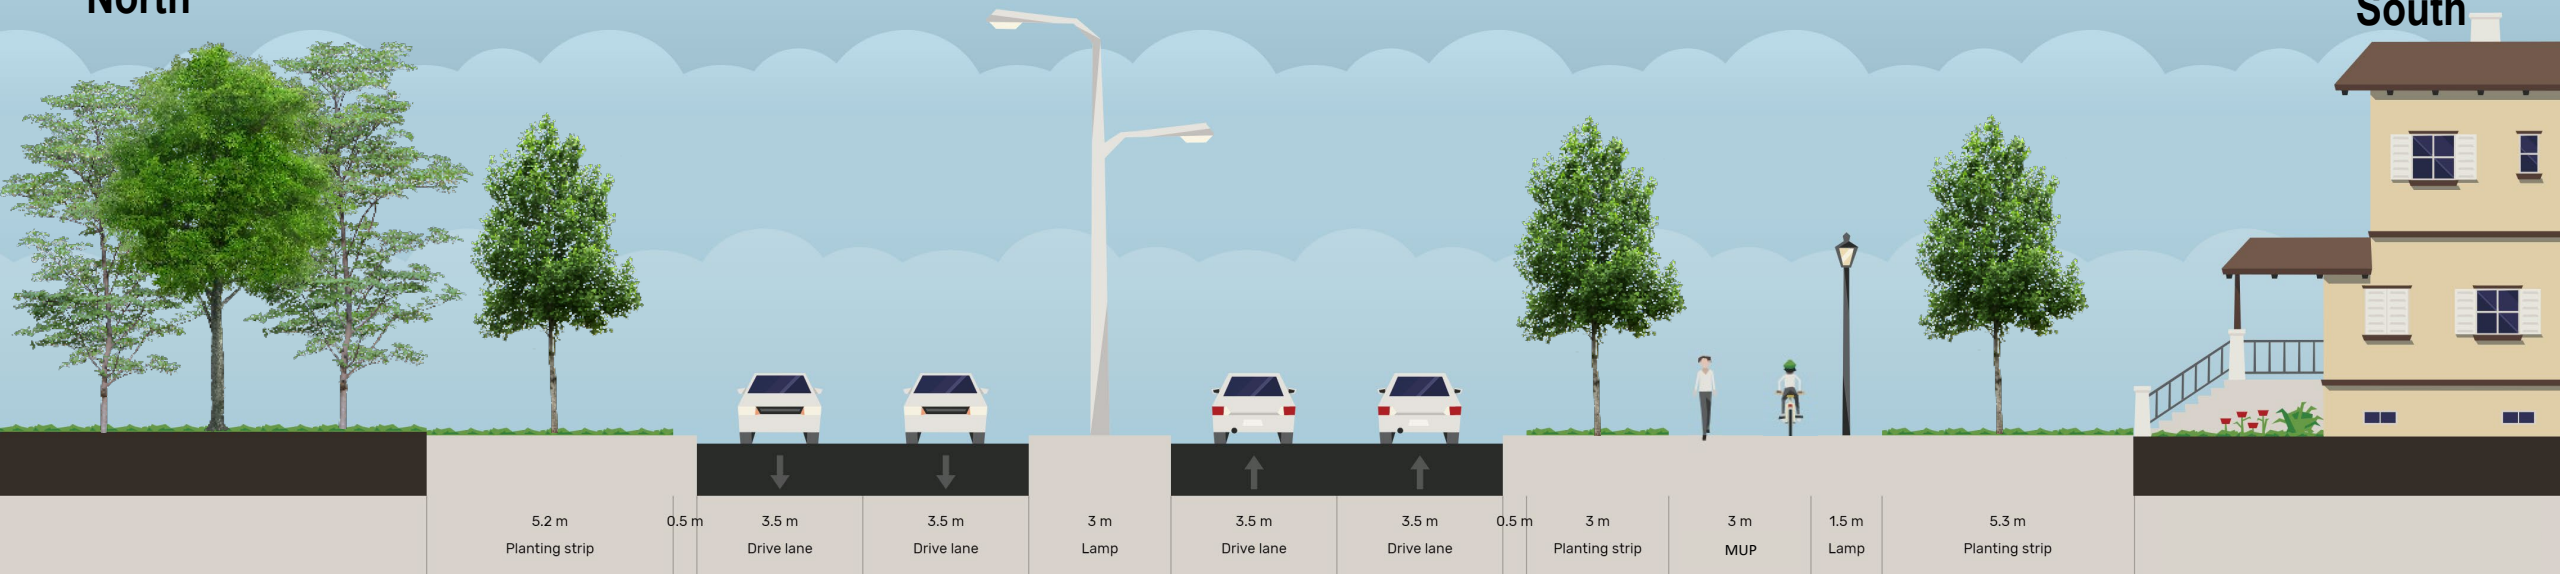 North
South
5.2 m
0.5 m
3.5 m
3.5 m
3 m
3.5 m
3.5 m
0.5 m
3 m
3 m
1.5 m
5.3 m
Planting strip
Drive lane
Drive lane
Lamp
Drive lane
Drive lane
Planting strip
MUP
Lamp
Planting strip